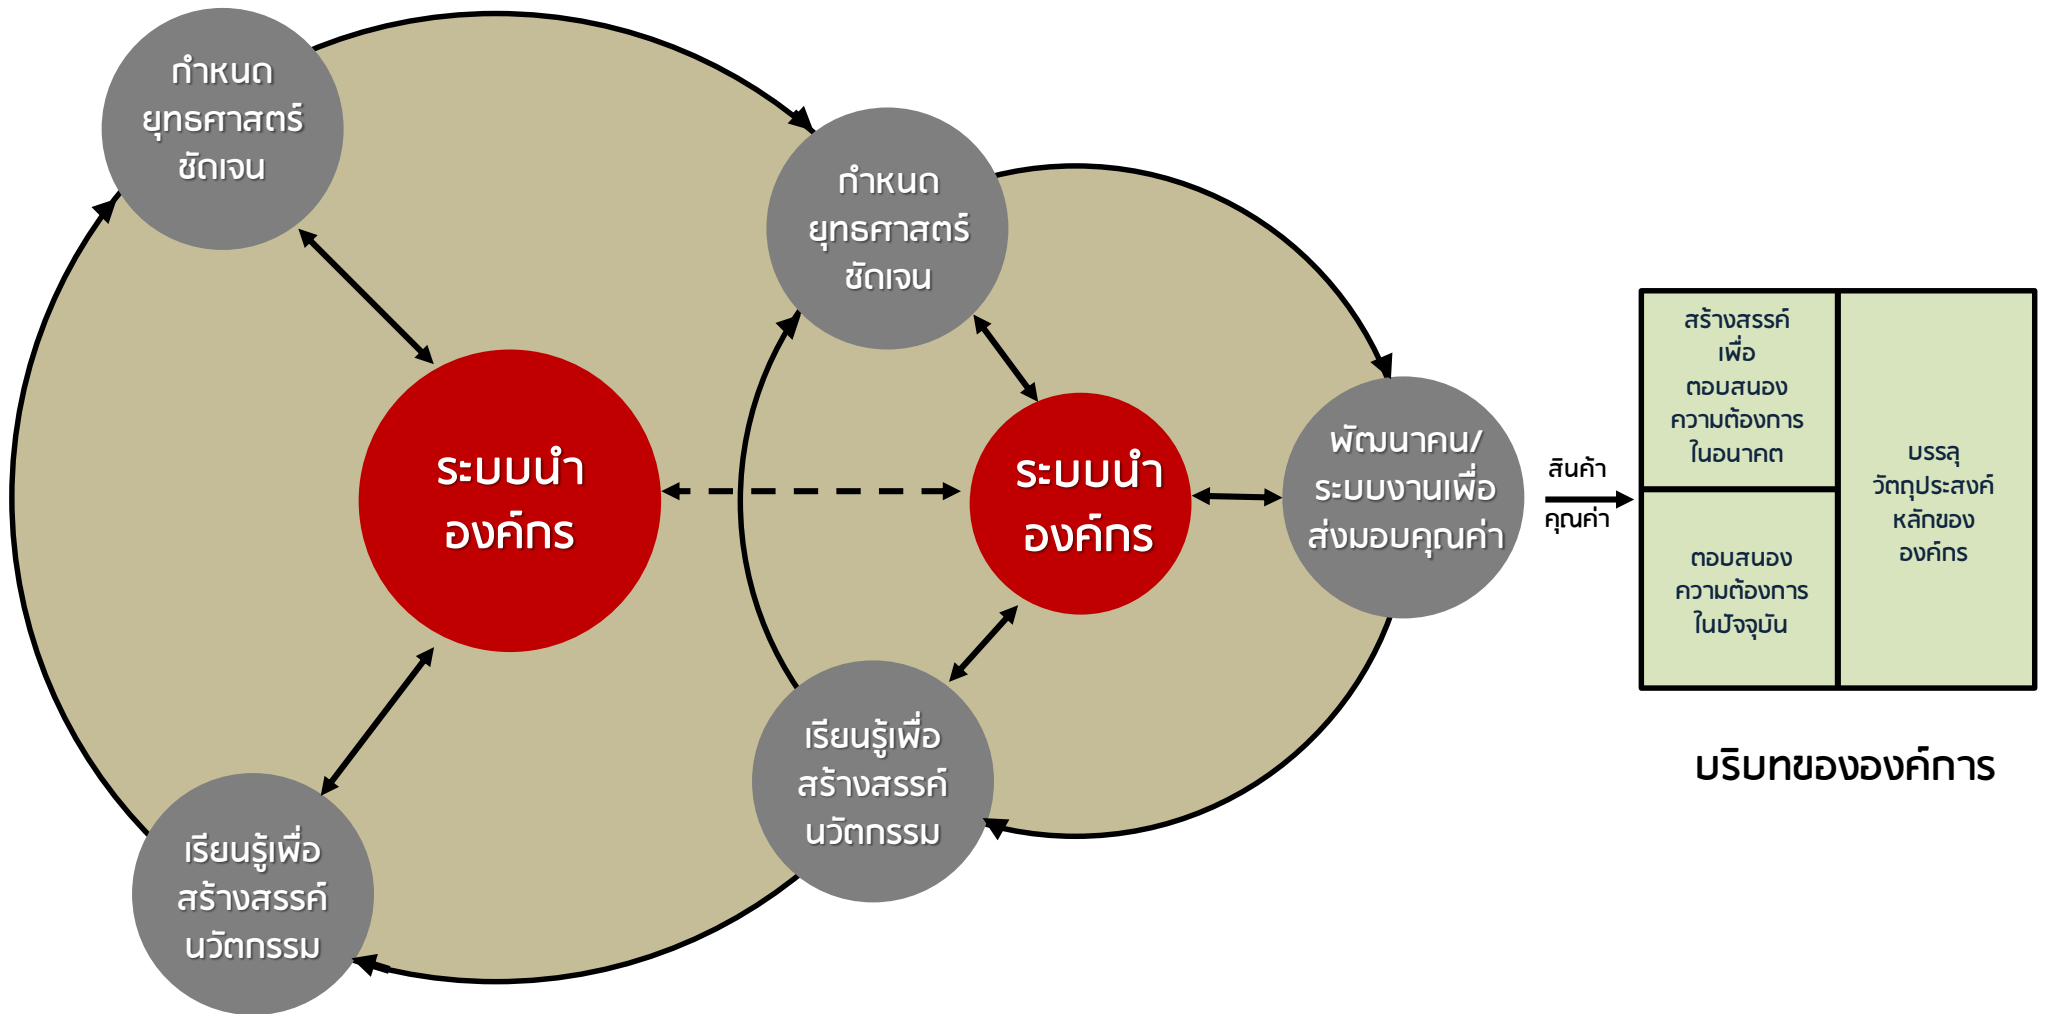 กำหนด
ยุทธศาสตร์
ชัดเจน
กำหนด
ยุทธศาสตร์
ชัดเจน
ระบบนำ
องค์กร
ระบบนำ
องค์กร
พัฒนาคน/
ระบบงานเพื่อ
ส่งมอบคุณค่า
เรียนรู้เพื่อ
สร้างสรรค์
นวัตกรรม
เรียนรู้เพื่อ
สร้างสรรค์
นวัตกรรม
สินค้า
คุณค่า
สร้างสรรค์
เพื่อ
ตอบสนอง
ความต้องการ
ในอนาคต
ตอบสนอง
ความต้องการ
ในปัจจุบัน
บรรลุ
วัตถุประสงค์
หลักของ
องค์กร
บริบทขององค์การ